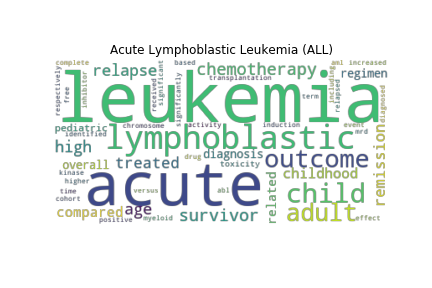 Acute Lymphoblastic Leukemia (ALL)
complete
based
aml increased
respectively
free
inhibitor
relapse
received
significant
significantly
chemotherapy
transplantation
term
including
relapsed
regimen
diagnosed
leukemia
pediatric
chromosome
activity
induction
event
identified
lymphoblastic
mrd
high
drug
diagnosis
outcome
remission
overall
treated
toxicity
childhood
kinase
acute
versus
abl
related
child
higher
time
cohort
compared
age
survivor
adult
positive
myeloid
effect